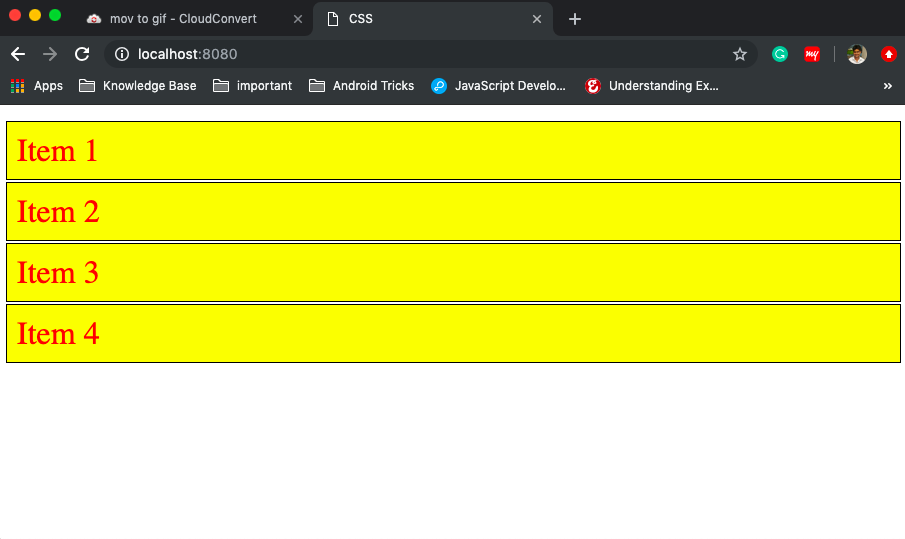 mov to gif - CloudConvert
CSS
localhost:8080
Apps Knowledge Base important Android Tricks JavaScript Develo... Understanding Ex... »
Item 1
Item 2
Item 3
Item 4